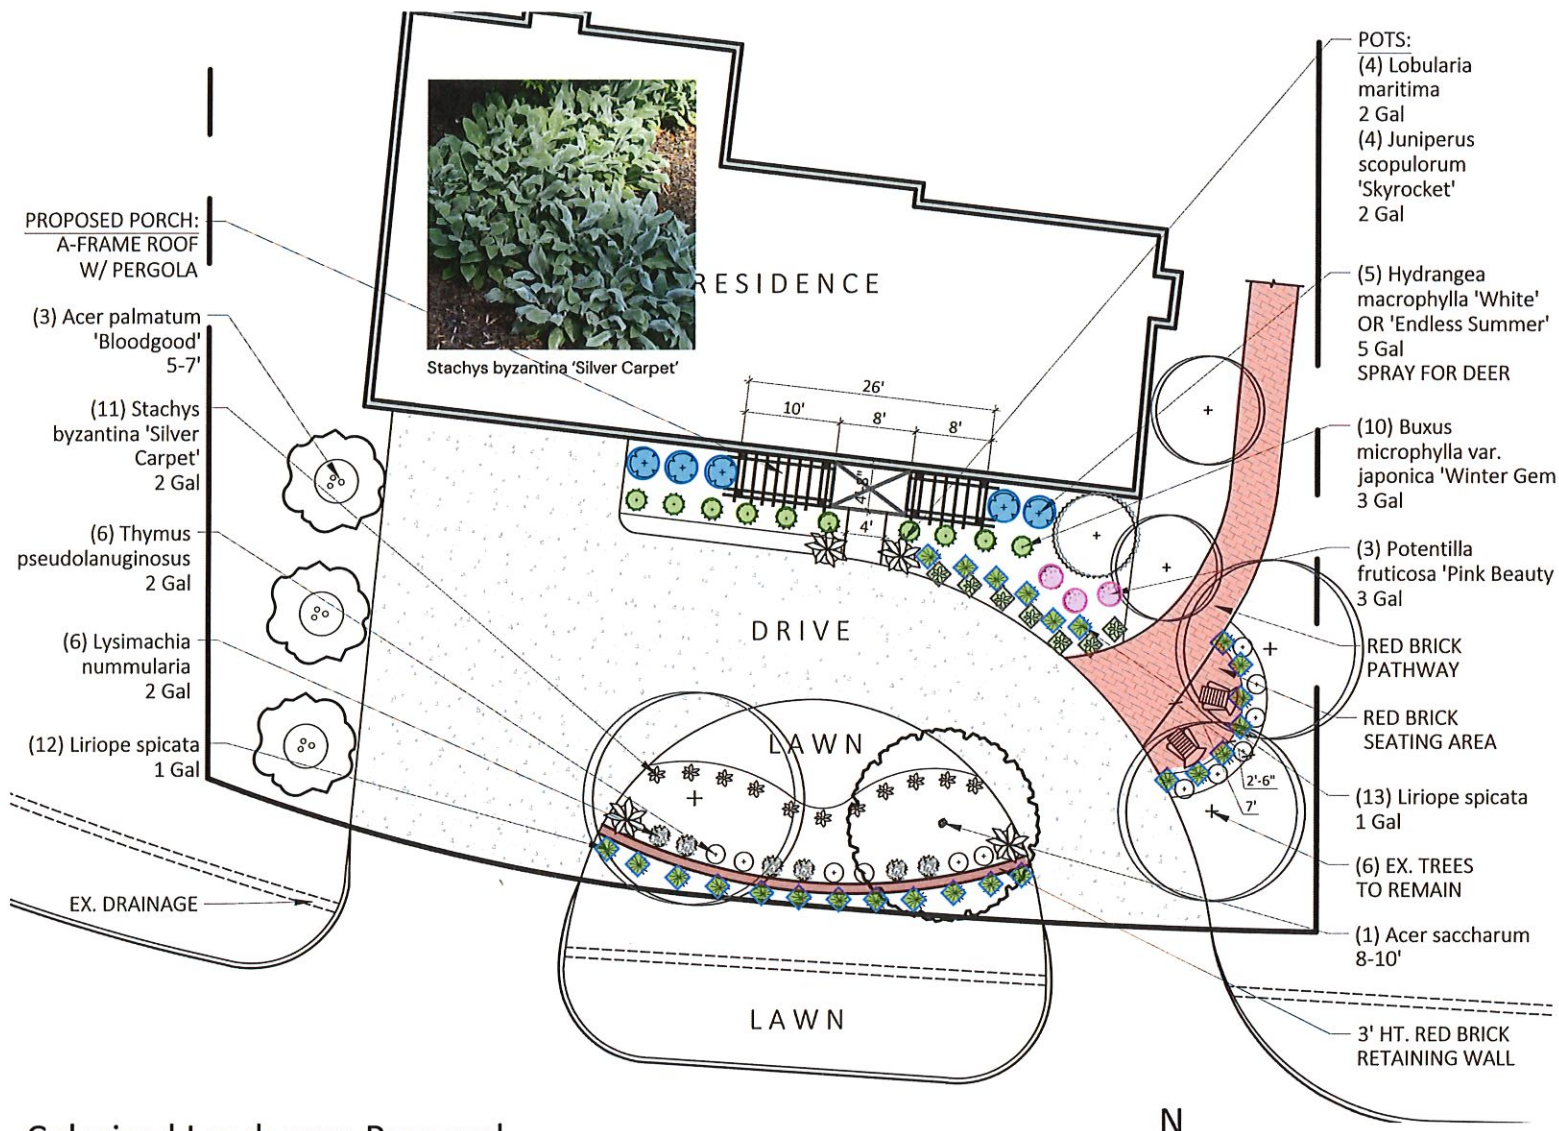 PROPOSED PORCH:
A-FRAME ROOF
W/ PERGOLA
(3) Acer palmatum
'Bloodgood'
5-7'
(11) Stachys
byzantina 'Silver
Carpet'
2 Gal
(6) Thymus
pseudolanuginosus
2 Gal
(6) Lysimachia
nummularia
2 Gal
(12) Liriope spicata
1 Gal
EX. DRAINAGE
RESIDENCE
Stachys byzantina 'Silver Carpet'
26'
10'
8'
8'
4'
DRIVE
LAWN
LAWN
2'-6"
7'
POTS:
(4) Lobularia
maritima
2 Gal
(4) Juniperus
scopulorum
'Skyrocket'
2 Gal
(5) Hydrangea
macrophylla 'White'
OR 'Endless Summer'
5 Gal
SPRAY FOR DEER
(10) Buxus
microphylla var.
japonica 'Winter Gem
3 Gal
(3) Potentilla
fruticosa 'Pink Beauty
3 Gal
RED BRICK
PATHWAY
RED BRICK
SEATING AREA
(13) Liriope spicata
1 Gal
(6) EX. TREES
TO REMAIN
(1) Acer saccharum
8-10'
3' HT. RED BRICK
RETAINING WALL
N